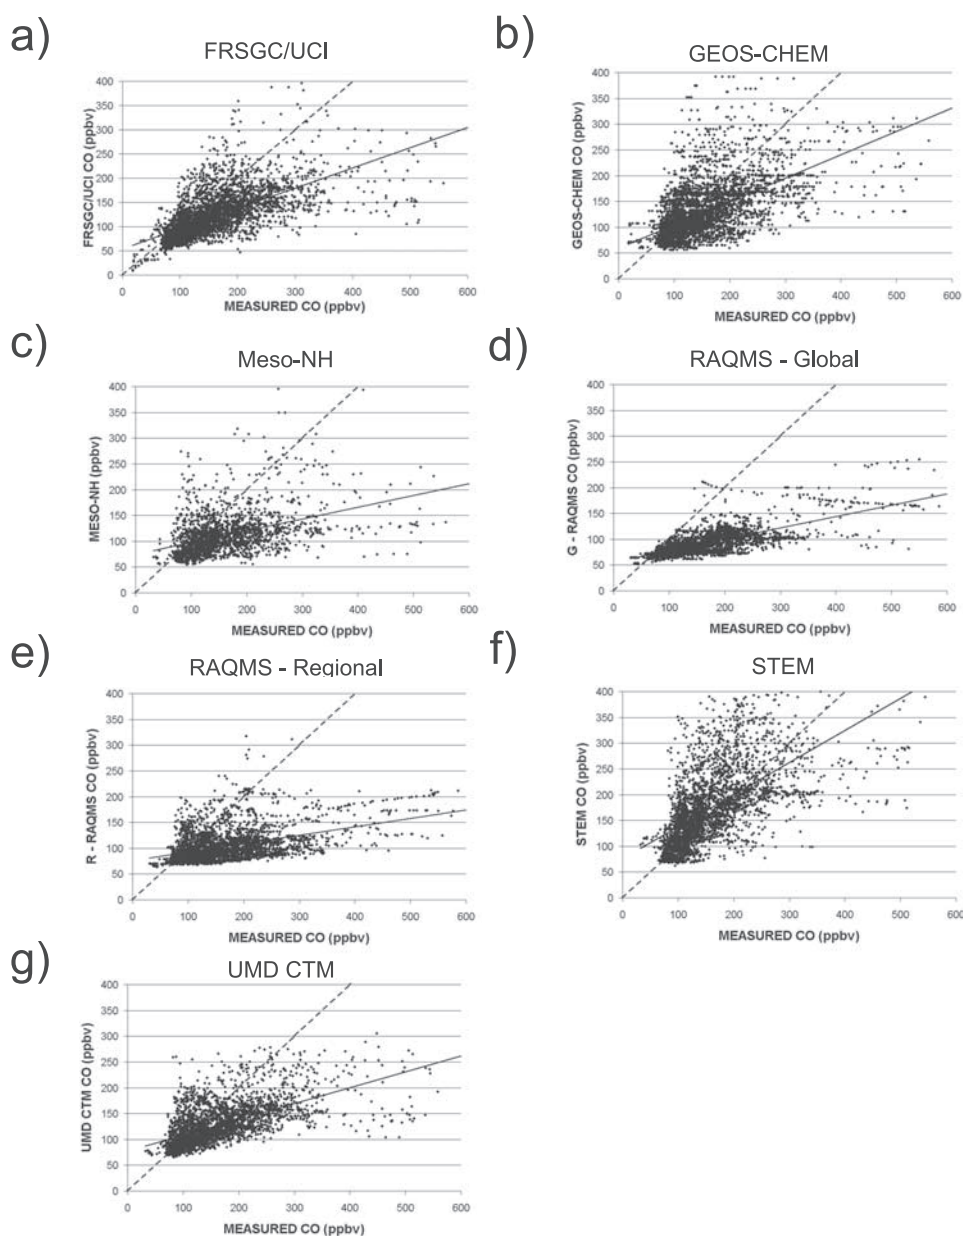 a)
FRSGC/UCI
400
350
300
250
200
150
100
50
0
FRSGC/UCI CO (ppbv)
0 100 200 300 400 500 600
MEASURED CO (ppbv)
b)
GEOS-CHEM
400
350
300
250
200
150
100
50
0
GEOS-CHEM CO (ppbv)
0 100 200 300 400 500 600
MEASURED CO (ppbv)
c)
Meso-NH
400
350
300
250
200
150
100
50
0
MESO-NH (ppbv)
0 100 200 300 400 500 600
MEASURED CO (ppbv)
d)
RAQMS - Global
400
350
300
250
200
150
100
50
0
G - RAQMS CO (ppbv)
0 100 200 300 400 500 600
MEASURED CO (ppbv)
e)
RAQMS - Regional
400
350
300
250
200
150
100
50
0
R - RAQMS CO (ppbv)
0 100 200 300 400 500 600
MEASURED CO (ppbv)
f)
STEM
400
350
300
250
200
150
100
50
0
STEM CO (ppbv)
0 100 200 300 400 500 600
MEASURED CO (ppbv)
g)
UMD CTM
400
350
300
250
200
150
100
50
0
UMD CTM CO (ppbv)
0 100 200 300 400 500 600
MEASURED CO (ppbv)